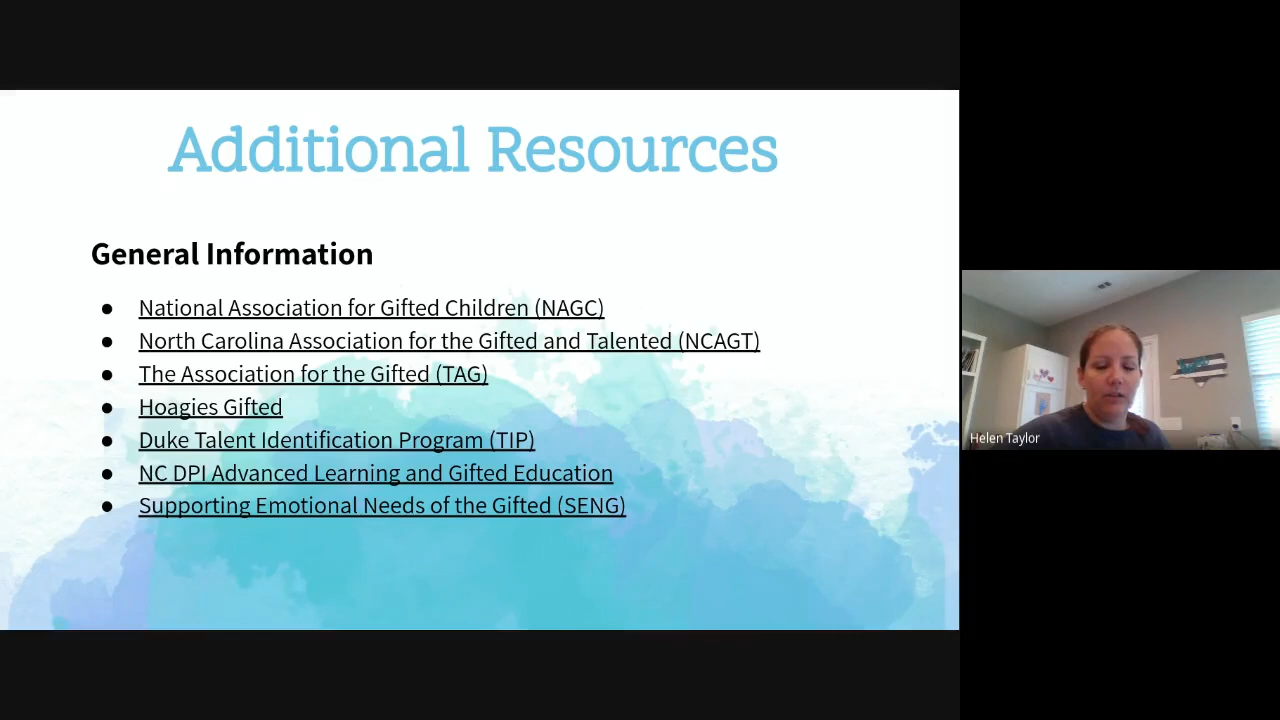 Additional Resources
General Information
● National Association for Gifted Children (NAGC)
● North Carolina Association for the Gifted and Talented (NCAGT)
● The Association for the Gifted (TAG)
● Hoagies Gifted
● Duke Talent Identification Program (TIP)
● NC DPI Advanced Learning and Gifted Education
● Supporting Emotional Needs of the Gifted (SENG)
Helen Taylor